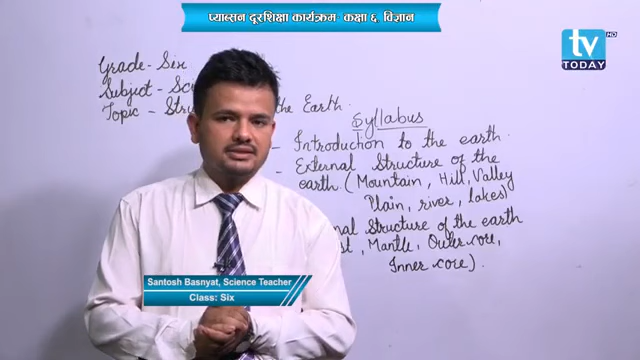 प्याब्सन दूरशिक्षा कार्यक्रम कक्षा ६ विज्ञान
tv HD
TODAY
Grade - Six
Subject - Sci
Topic - Str the Earth.
Syllabus
- Introduction to the earth.
- External Structure of the
earth (Mountain, Hill, Valley
Plain, river, lakes)
nal Structure of the earth
st, Mantle, Outer core,
Inner core).
Santosh Basnyat, Science Teacher
Class: Six